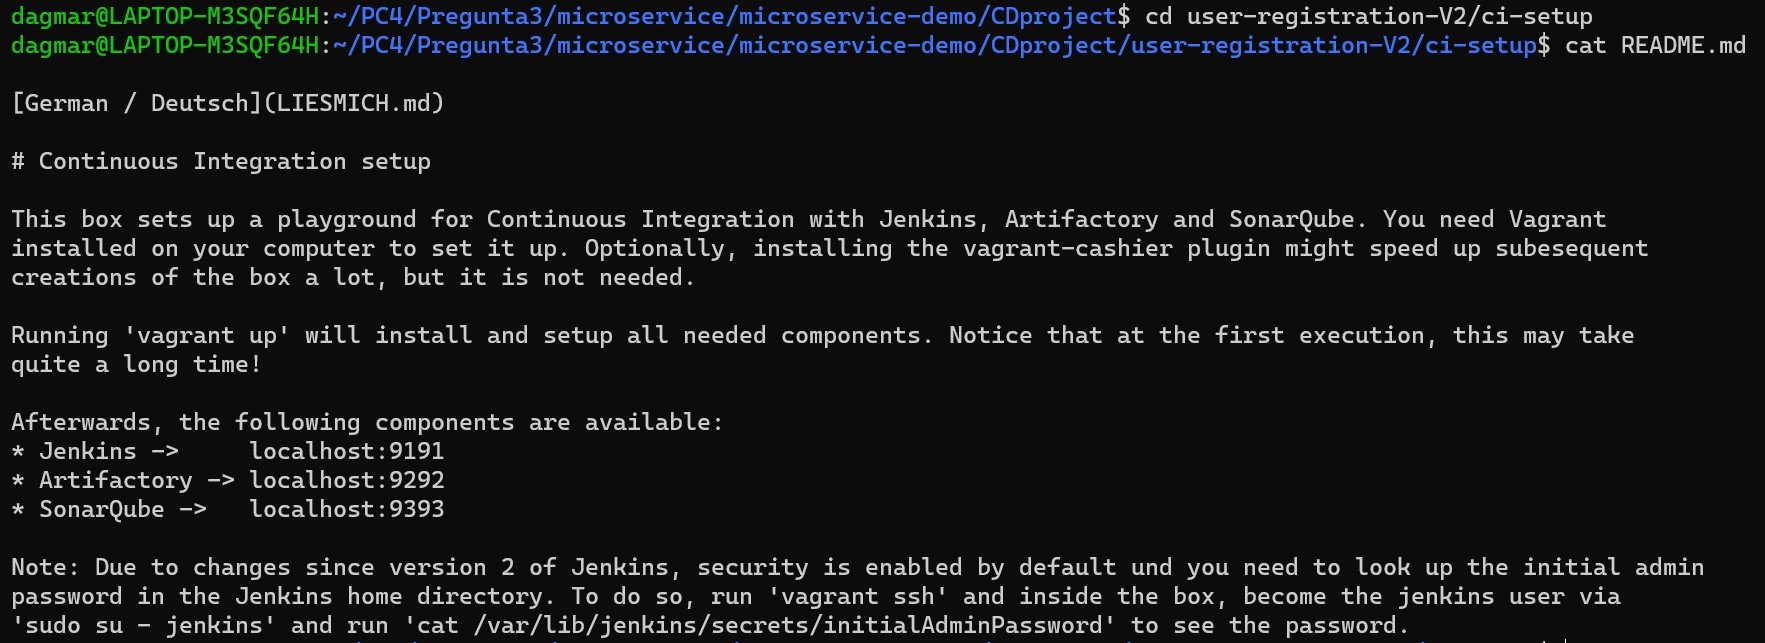 dagmar@LAPTOP-M3SQF64H:~/PC4/Pregunta3/microservice/microservice-demo/CDproject$ cd user-registration-V2/ci-setup
dagmar@LAPTOP-M3SQF64H:~/PC4/Pregunta3/microservice/microservice-demo/CDproject/user-registration-V2/ci-setup$ cat README.md
[German / Deutsch](LIESMICH.md)
# Continuous Integration setup
This box sets up a playground for Continuous Integration with Jenkins, Artifactory and SonarQube. You need Vagrant
installed on your computer to set it up. Optionally, installing the vagrant-cashier plugin might speed up subesequent
creations of the box a lot, but it is not needed.
Running 'vagrant up' will install and setup all needed components. Notice that at the first execution, this may take
quite a long time!
Afterwards, the following components are available:
* Jenkins ->     localhost:9191
* Artifactory -> localhost:9292
* SonarQube ->   localhost:9393
Note: Due to changes since version 2 of Jenkins, security is enabled by default und you need to look up the initial admin
password in the Jenkins home directory. To do so, run 'vagrant ssh' and inside the box, become the jenkins user via
'sudo su - jenkins' and run 'cat /var/lib/jenkins/secrets/initialAdminPassword' to see the password.